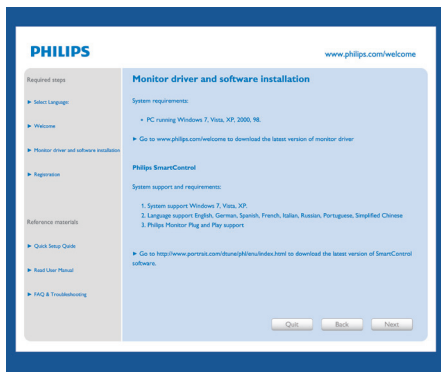 PHILIPS
www.philips.com/welcome
Required steps
► Select Language:
► Welcome
► Monitor driver and software installation
► Registration
Reference materials
► Quick Setup Quide
► Read User Manual
► FAQ & Troubleshooting
Monitor driver and software installation
System requirements:
• PC running Windows 7, Vista, XP, 2000, 98,
► Go to www.philips.com/welcome to download the latest version of monitor driver
Philips SmartControl
System support and requirements:
1. System support Windows 7, Vista, XP.
2. Language support English, German, Spanish, French, Italian, Russian, Portuguese, Simplified Chinese
3. Philips Monitor Plug and Play support
► Go to http://www.portrait.com/dtune/phl/enu/index.html to download the latest version of SmartControl
software.
Quit
Back
Next